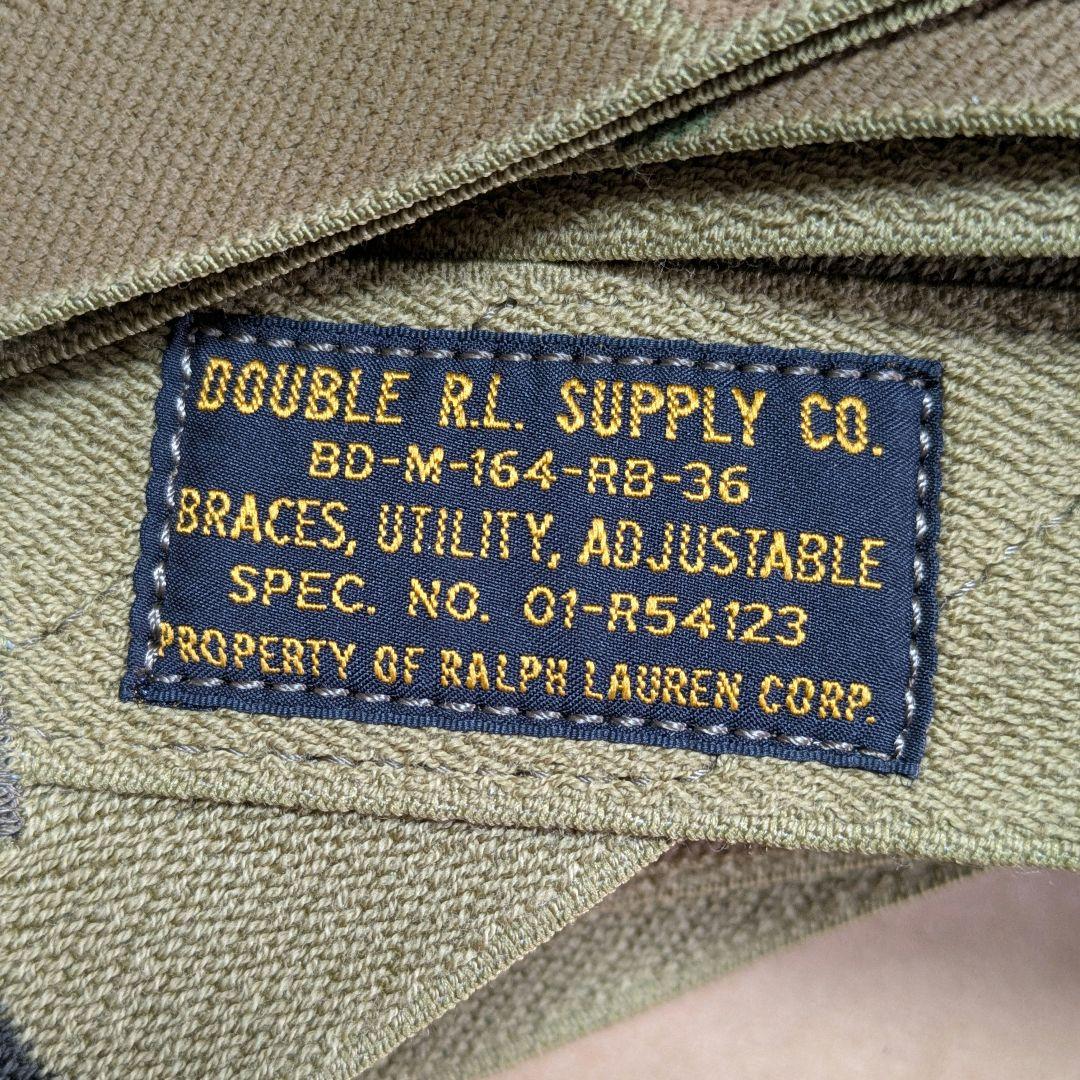 DOUBLE R.L. SUPPLY CO.
BD-M-164-RB-36
BRACES, UTILITY, ADJUSTABLE
SPEC. NO. 01-R54123
PROPERTY OF RALPH LAUREN CORP.